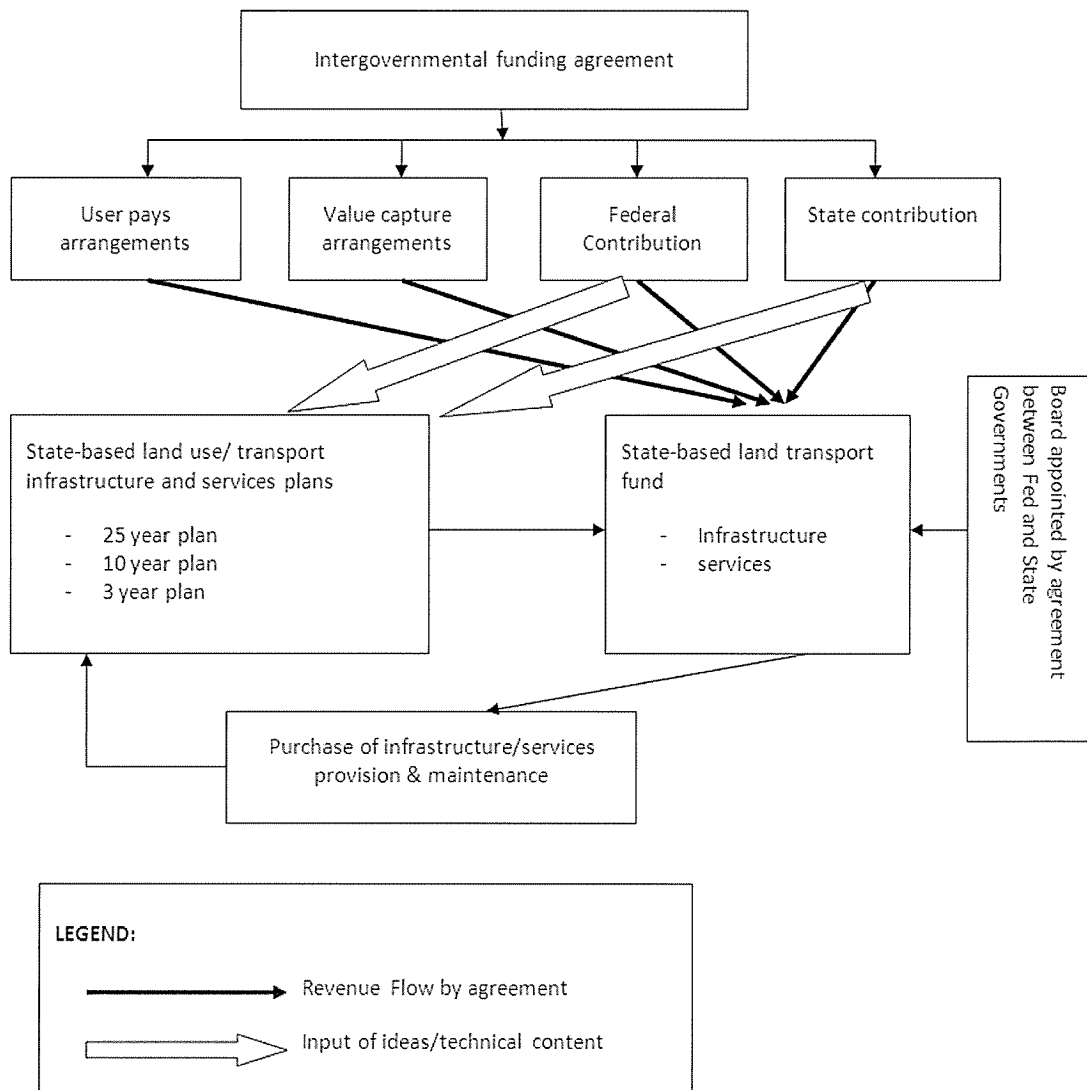 Intergovernmental funding agreement
User pays
arrangements
Value capture
arrangements
Federal
Contribution
State contribution
State-based land use/ transport
infrastructure and services plans
- 25 year plan
- 10 year plan
- 3 year plan
State-based land transport
fund
- Infrastructure
- services
Board appointed by agreement
between Fed and State
Governments
Purchase of infrastructure/services
provision & maintenance
LEGEND:
Revenue Flow by agreement
Input of ideas/technical content